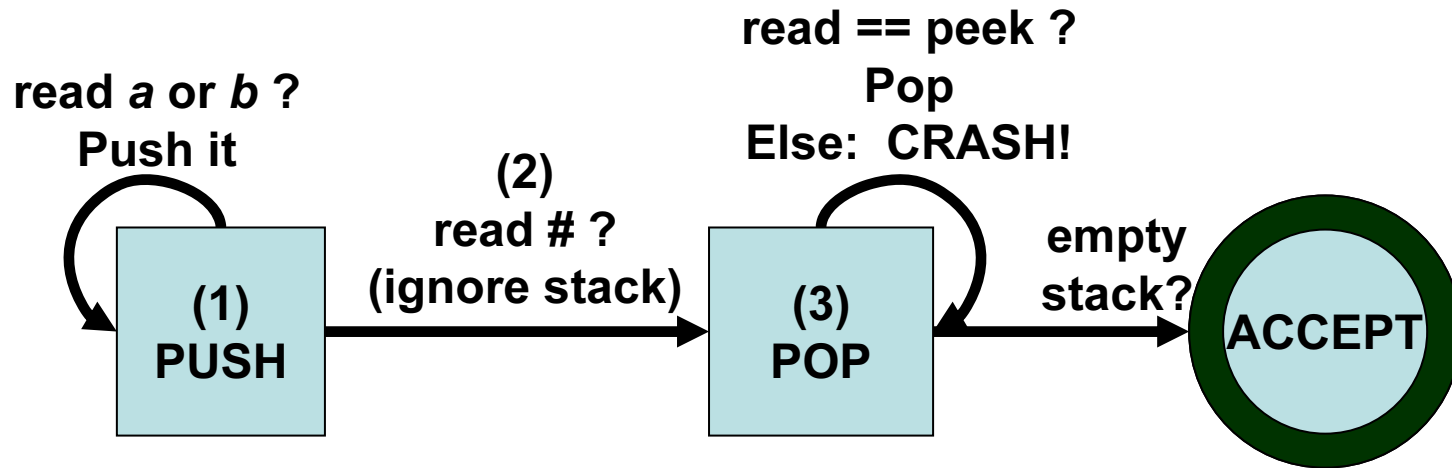 read a or b ?
Push it
(1)
PUSH
(2)
read # ?
(ignore stack)
read == peek ?
Pop
Else: CRASH!
(3)
POP
empty
stack?
ACCEPT